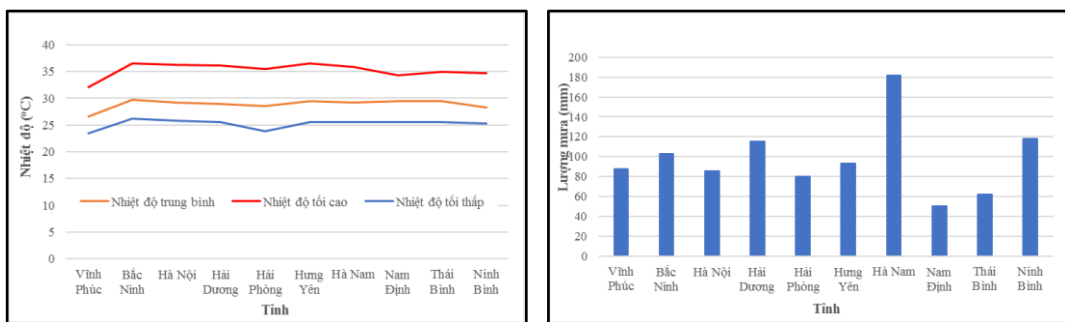 40
35
30
25
20
15
10
5
0
Nhiệt độ (°C)
Nhiệt độ trung bình Nhiệt độ tối cao Nhiệt độ tối thấp
Vĩnh Phúc
Bắc Ninh
Hà Nội
Hải Dương
Hải Phòng
Hưng Yên
Hà Nam
Nam Định
Thái Bình
Ninh Bình
Tỉnh
200
180
160
140
120
100
80
60
40
20
0
Lượng mưa (mm)
Vĩnh Phúc
Bắc Ninh
Hà Nội
Hải Dương
Hải Phòng
Hưng Yên
Hà Nam
Nam Định
Thái Bình
Ninh Bình
Tỉnh